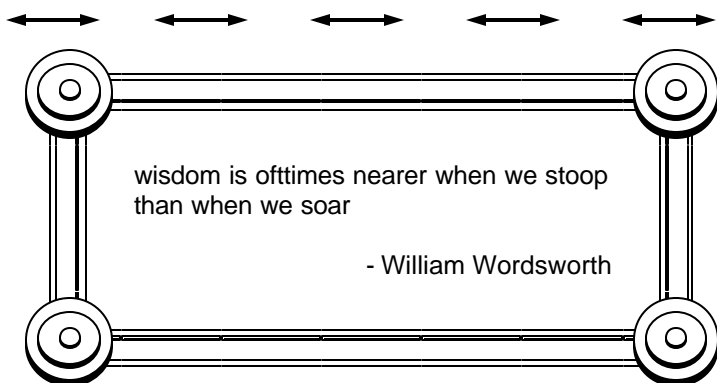 wisdom is ofttimes nearer when we stoop
than when we soar
- William Wordsworth